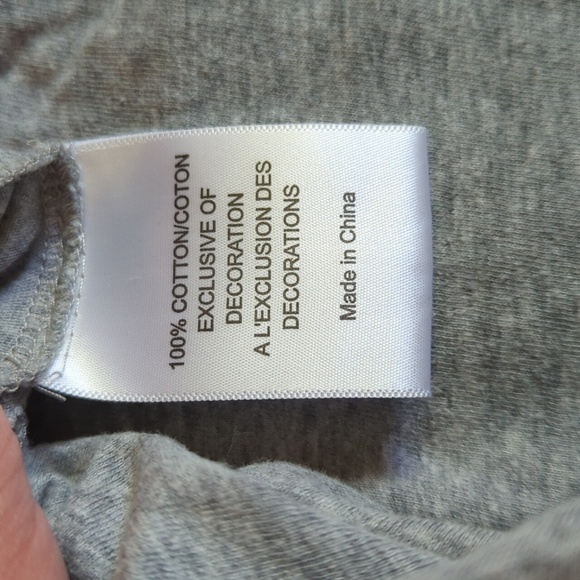 100% COTTON/COTON
EXCLUSIVE OF
DECORATION
A L'EXCLUSION DES
DECORATIONS
Made in China